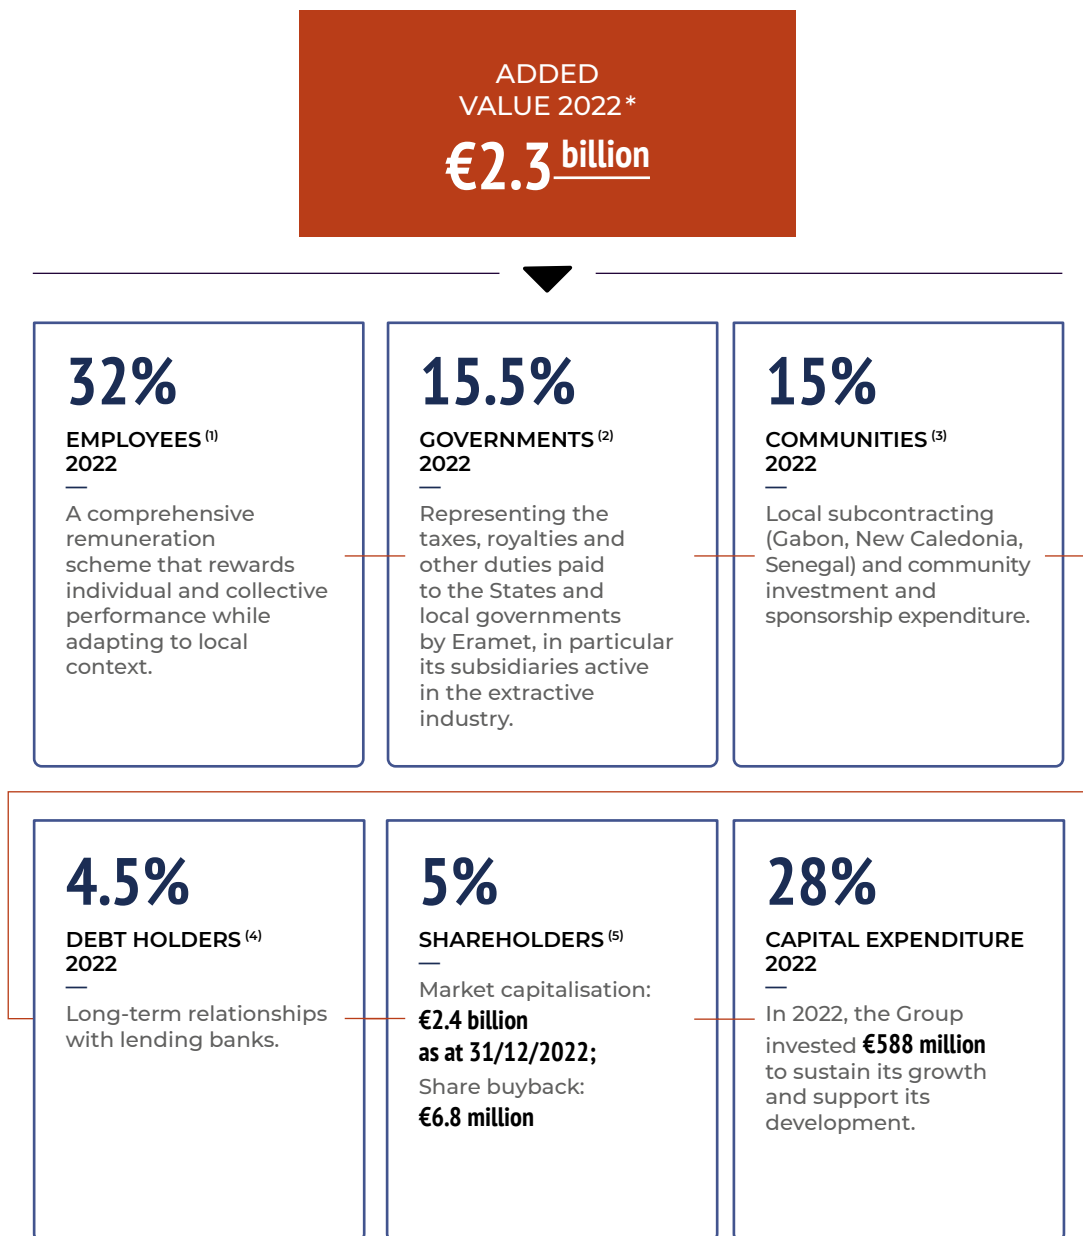 ADDED
VALUE 2022*
€2.3 billion
32%
EMPLOYEES (1)
2022
A comprehensive
remuneration
scheme that rewards
individual and collective
performance while
adapting to local
context.
15.5%
GOVERNMENTS (2)
2022
Representing the
taxes, royalties and
other duties paid
to the States and
local governments
by Eramet, in particular
its subsidiaries active
in the extractive
industry.
15%
COMMUNITIES (3)
2022
Local subcontracting
(Gabon, New Caledonia,
Senegal) and community
investment and
sponsorship expenditure.
4.5%
DEBT HOLDERS (4)
2022
Long-term relationships
with lending banks.
5%
SHAREHOLDERS (5)
Market capitalisation:
€2.4 billion
as at 31/12/2022;
Share buyback:
€6.8 million
28%
CAPITAL EXPENDITURE
2022
In 2022, the Group
invested €588 million
to sustain its growth
and support its
development.